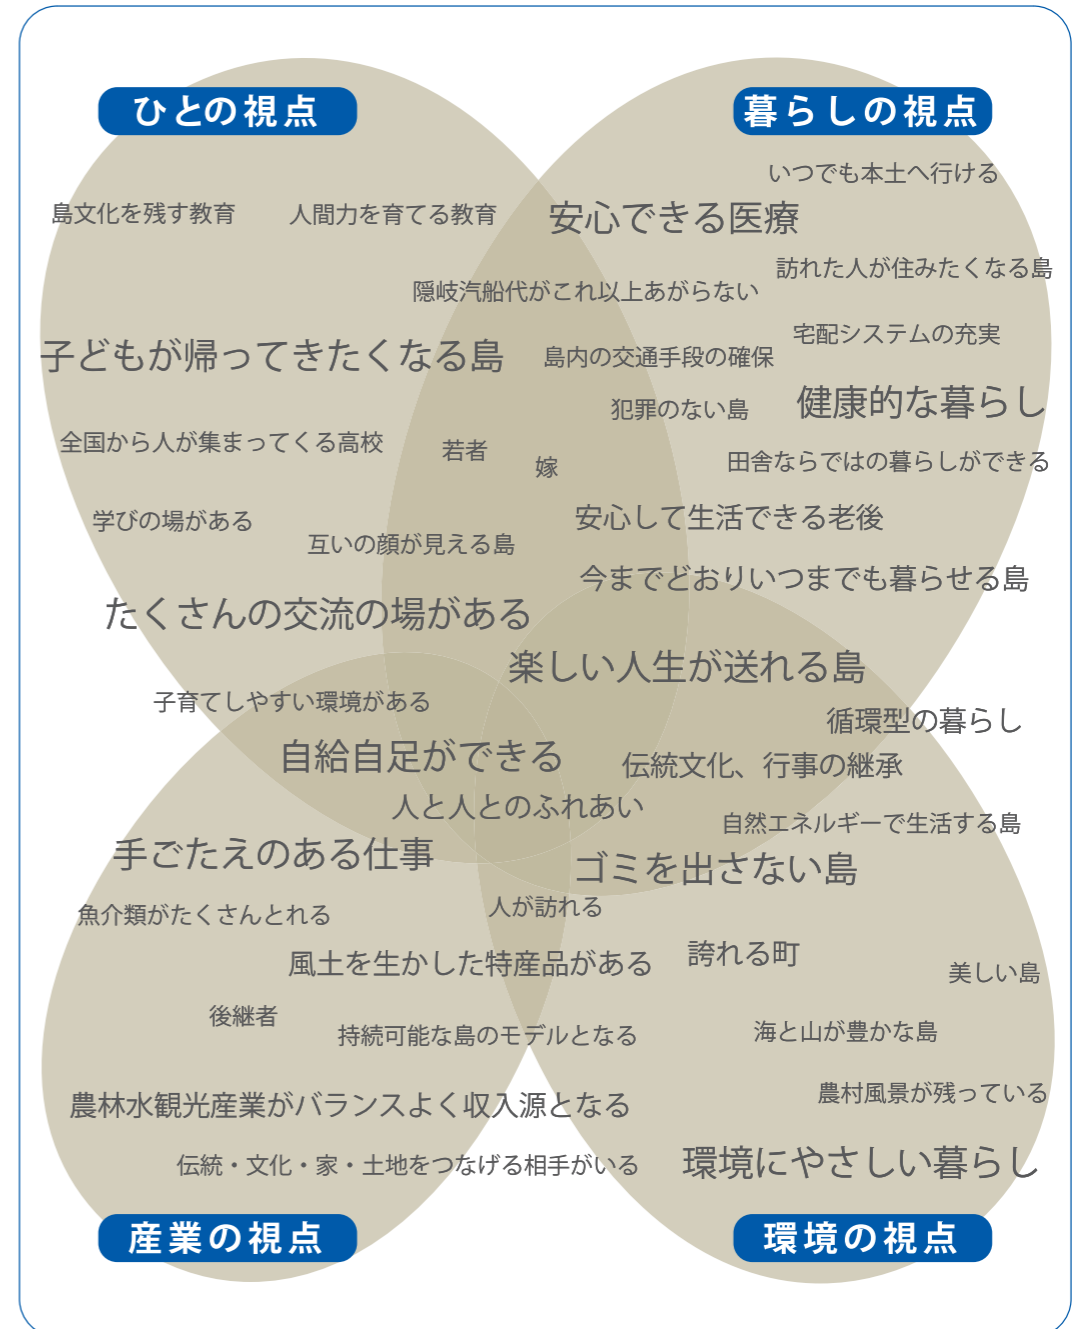 ひとの視点
暮らしの視点
いつでも本土へ行ける
島文化を残す教育
人間力を育てる教育
安心できる医療
訪れた人が住みたくなる島
隠岐汽船代がこれ以上あがらない
宅配システムの充実
子どもが帰ってきたくなる島
島内の交通手段の確保
健康的な暮らし
犯罪のない島
全国から人が集まってくる高校
若者
嫁
田舎ならではの暮らしができる
学びの場がある
安心して生活できる老後
互いの顔が見える島
今までどおりいつまでも暮らせる島
たくさんの交流の場がある
楽しい人生が送れる島
子育てしやすい環境がある
循環型の暮らし
自給自足ができる
伝統文化、行事の継承
人と人とのふれあい
自然エネルギーで生活する島
手ごたえのある仕事
ゴミを出さない島
魚介類がたくさんとれる
人が訪れる
風土を生かした特産品がある
誇れる町
美しい島
後継者
持続可能な島のモデルとなる
海と山が豊かな島
農林水観光産業がバランスよく収入源となる
農村風景が残っている
伝統・文化・家・土地をつなげる相手がいる
環境にやさしい暮らし
産業の視点
環境の視点